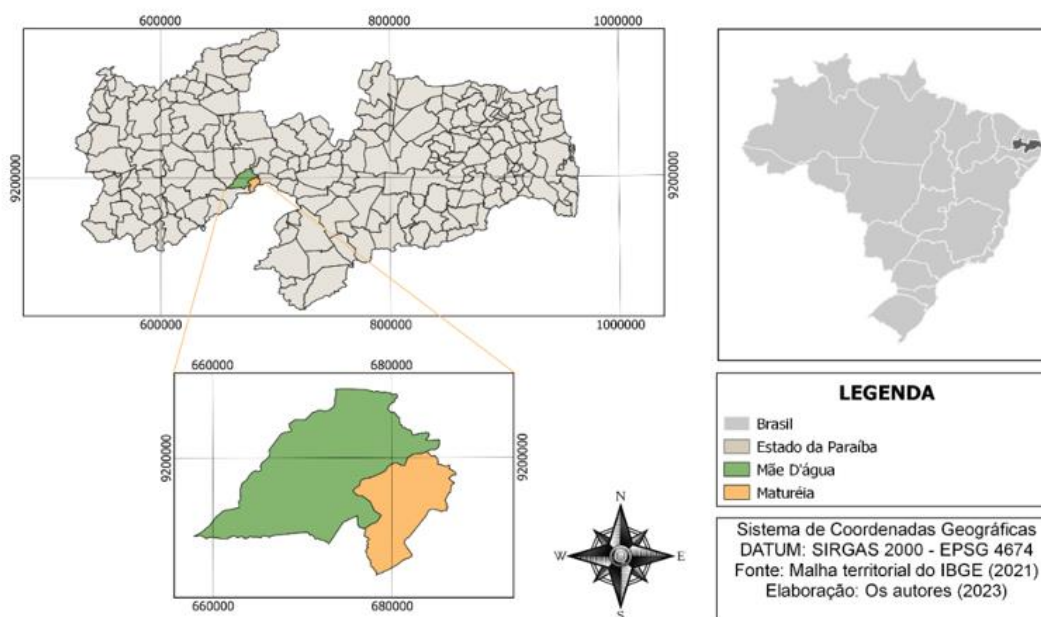 600000
800000
1000000
9200000
9200000
600000
800000
1000000
660000
680000
9200000
9200000
660000
680000
N
W
E
S
LEGENDA
Brasil
Estado da Paraíba
Mãe D'água
Maturéia
Sistema de Coordenadas Geográficas
DATUM: SIRGAS 2000 - EPSG 4674
Fonte: Malha territorial do IBGE (2021)
Elaboração: Os autores (2023)